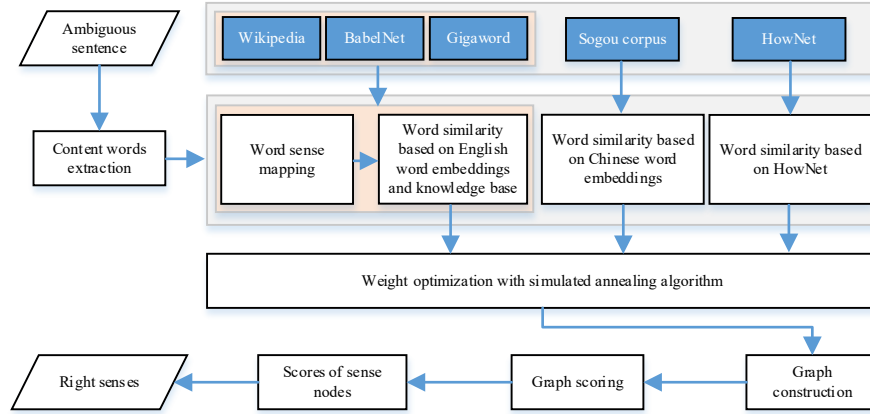 Ambiguous
sentence
Wikipedia
BabelNet
Gigaword
Sogou corpus
HowNet
Content words
extraction
Word sense
mapping
Word similarity
based on English
word embeddings
and knowledge base
Word similarity
based on Chinese
word embeddings
Word similarity based
on HowNet
Weight optimization with simulated annealing algorithm
Right senses
Scores of sense
nodes
Graph scoring
Graph
construction